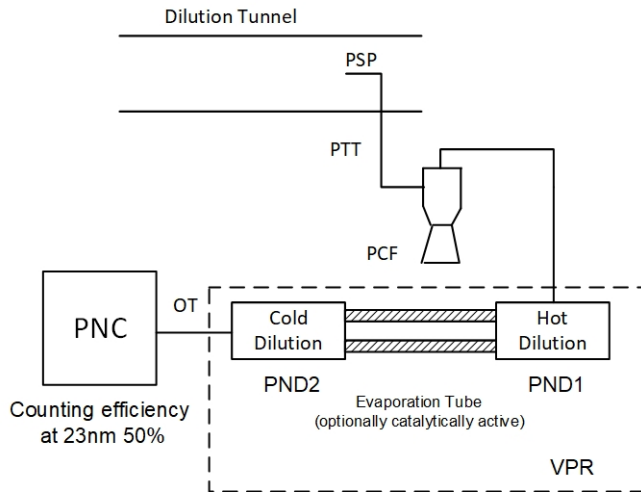 Dilution Tunnel
PSP
PTT
PCF
PNC
OT
Cold
Dilution
Hot
Dilution
PND2
PND1
Evaporation Tube
(optionally catalytically active)
Counting efficiency
at 23nm 50%
VPR